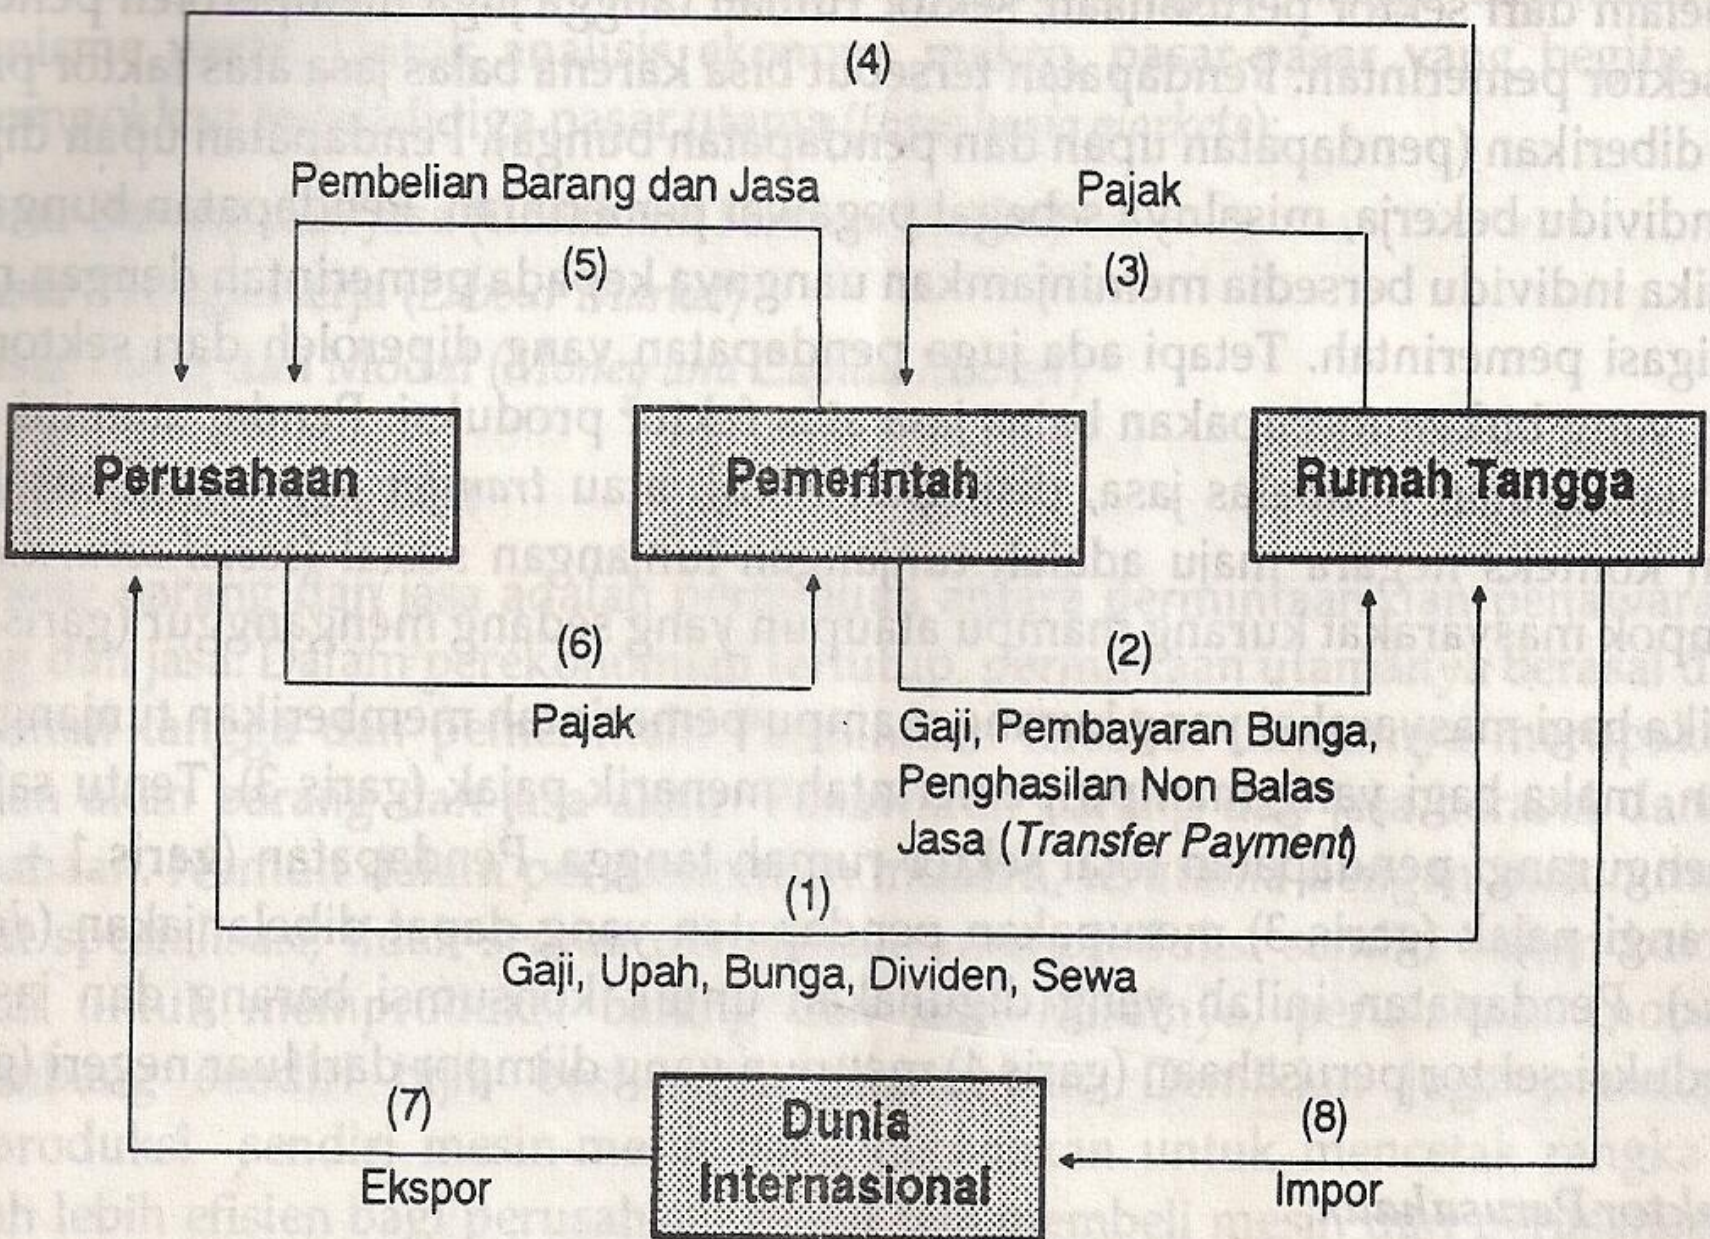 (4)
Pembelian Barang dan Jasa
Pajak
(5)
(3)
Perusahaan
Pemerintah
Rumah Tangga
(6)
(2)
Pajak
Gaji, Pembayaran Bunga,
Penghasilan Non Balas
Jasa (Transfer Payment)
(1)
Gaji, Upah, Bunga, Dividen, Sewa
(7)
Dunia
Internasional
(8)
Ekspor
Impor